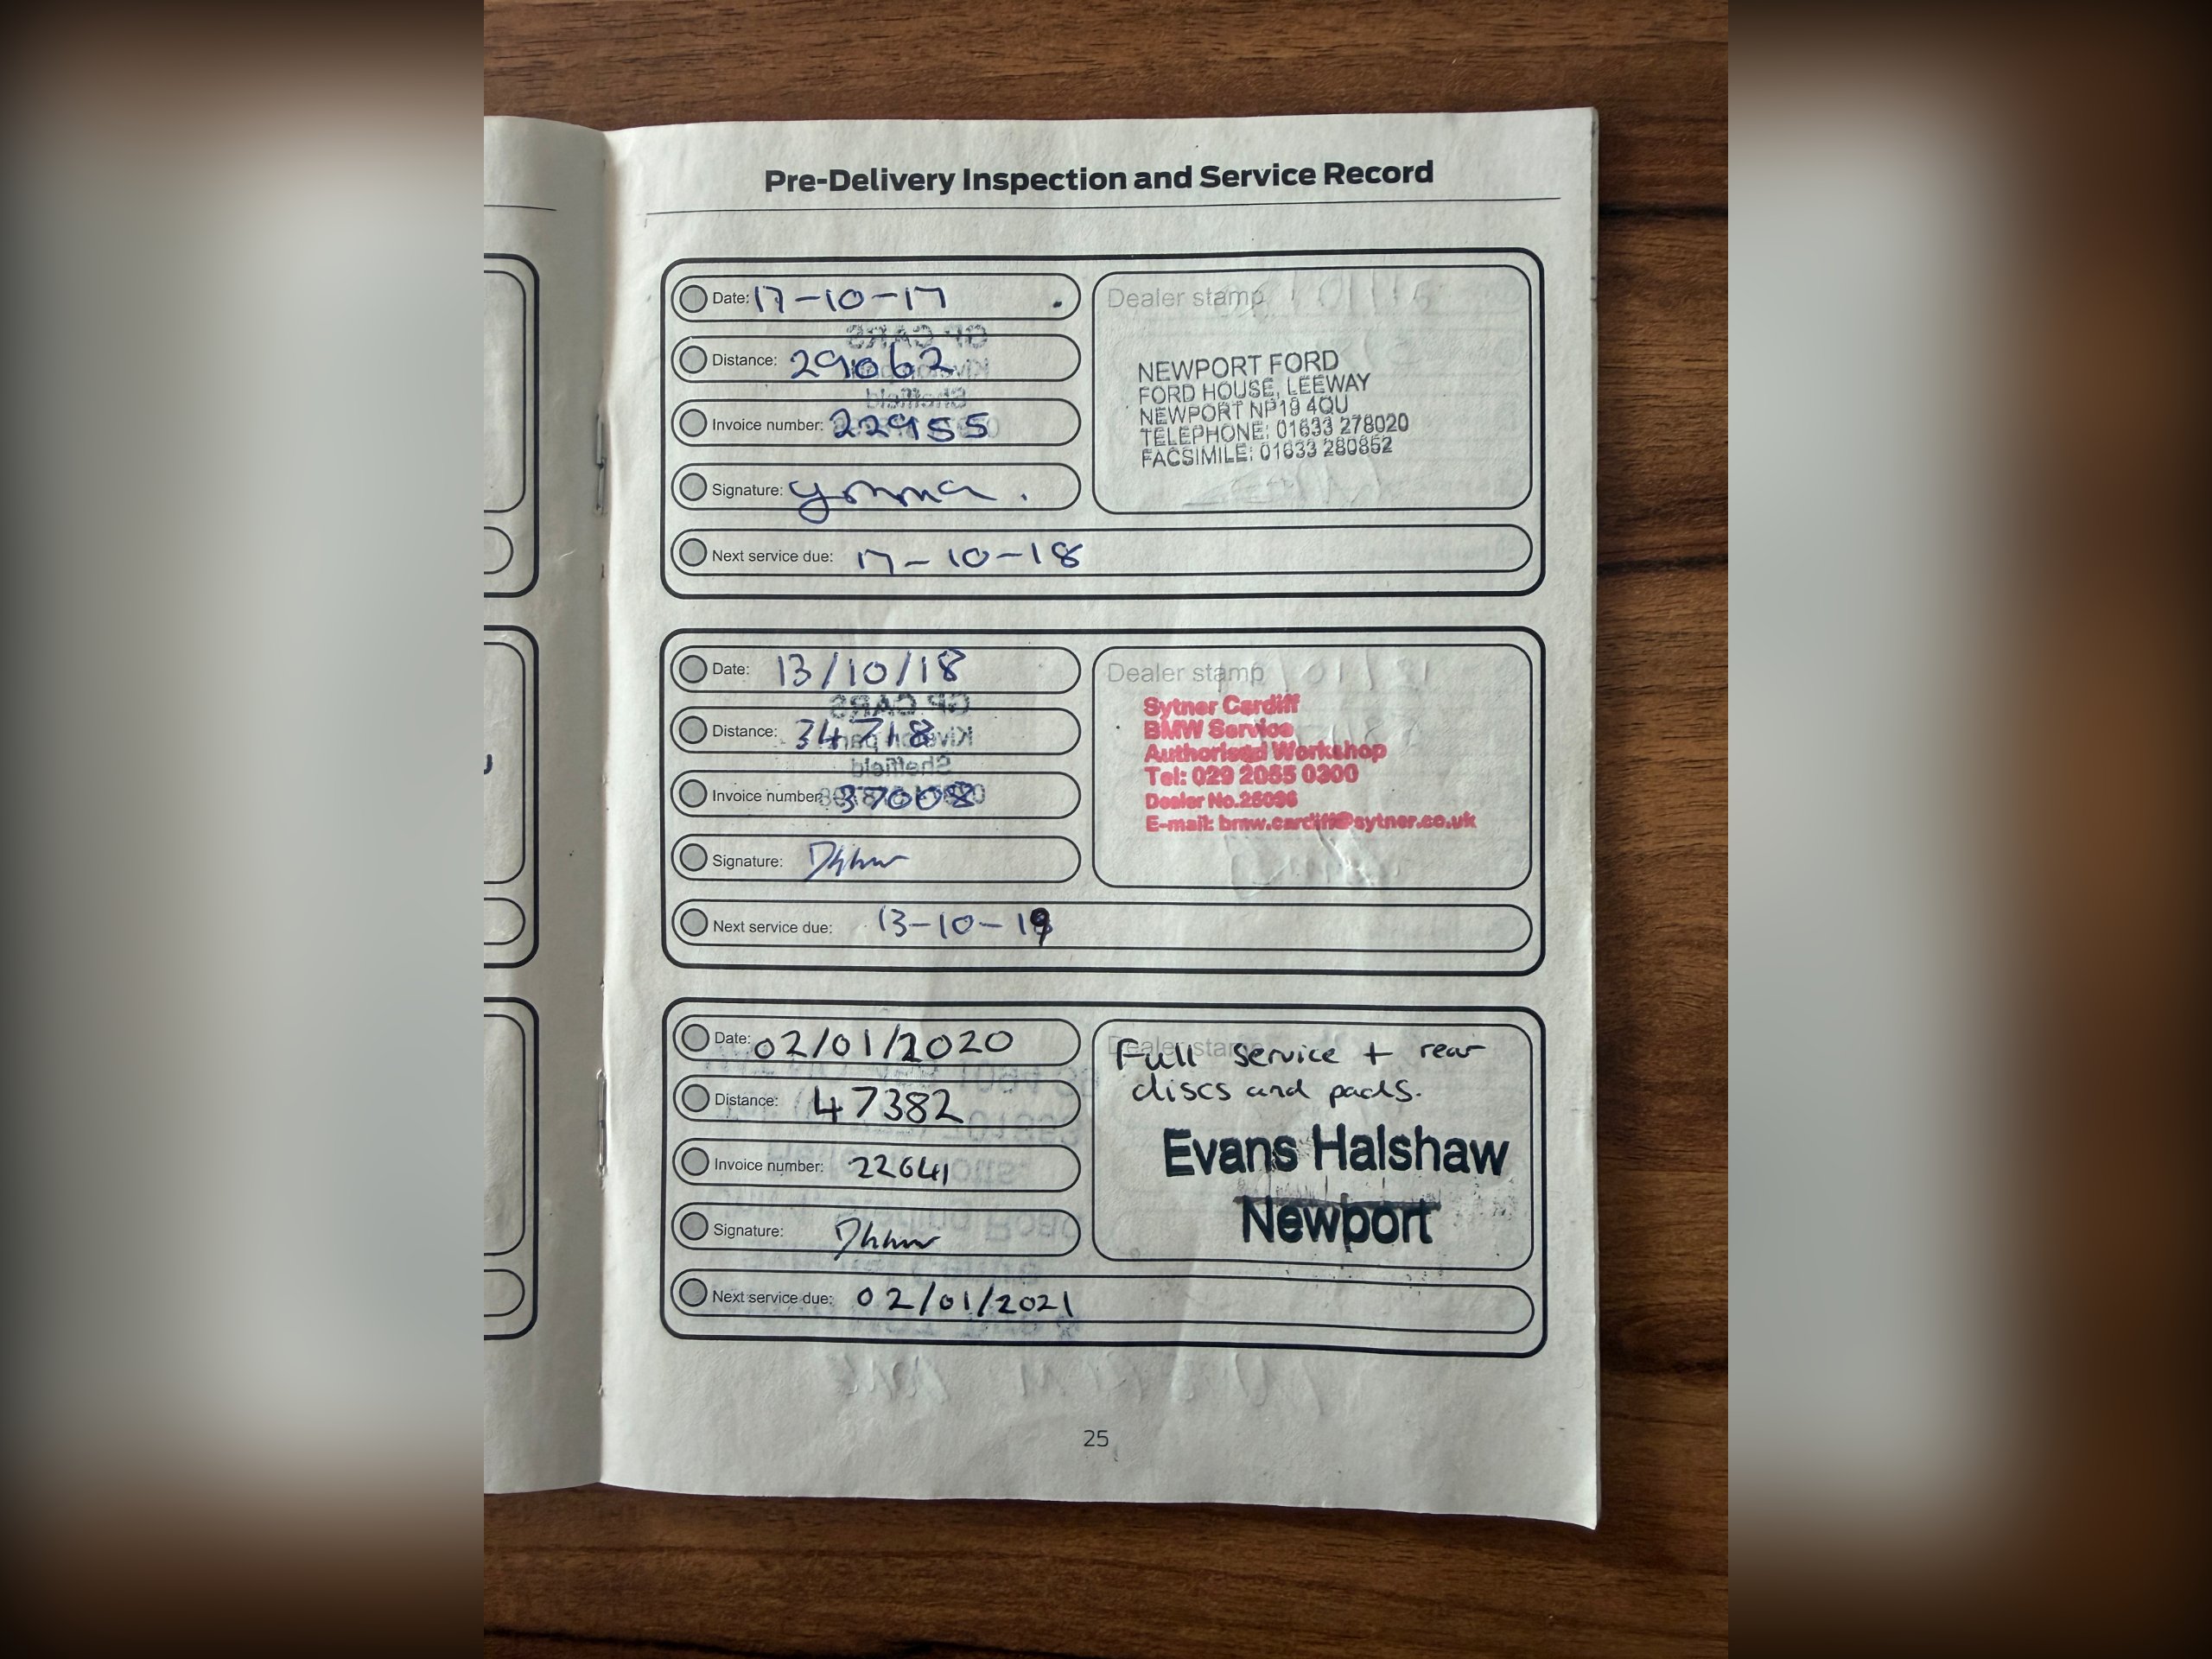 Pre-Delivery Inspection and Service Record
Date: 17-10-17
Distance: 29062
Invoice number: 22955
Signature:
Next service due: 17-10-18
Dealer stamp
NEWPORT FORD
FORD HOUSE, LEEWAY
NEWPORT NP19 4QU
TELEPHONE: 01633 278020
FACSIMILE: 01633 280852
Date: 13/10/18
Distance: 34718
Invoice number: 37008
Signature:
Next service due: 13-10-19
Dealer stamp
Sytner Cardiff
BMW Service
Authorised Workshop
Tel: 029 2055 0300
Dealer No.
E-mail: bmw.cardiff@sytner.co.uk
Date: 02/01/2020
Distance: 47382
Invoice number: 22641
Signature:
Next service due: 02/01/2021
Dealer stamp
Full service + rear
discs and pads.
Evans Halshaw
Newport
25